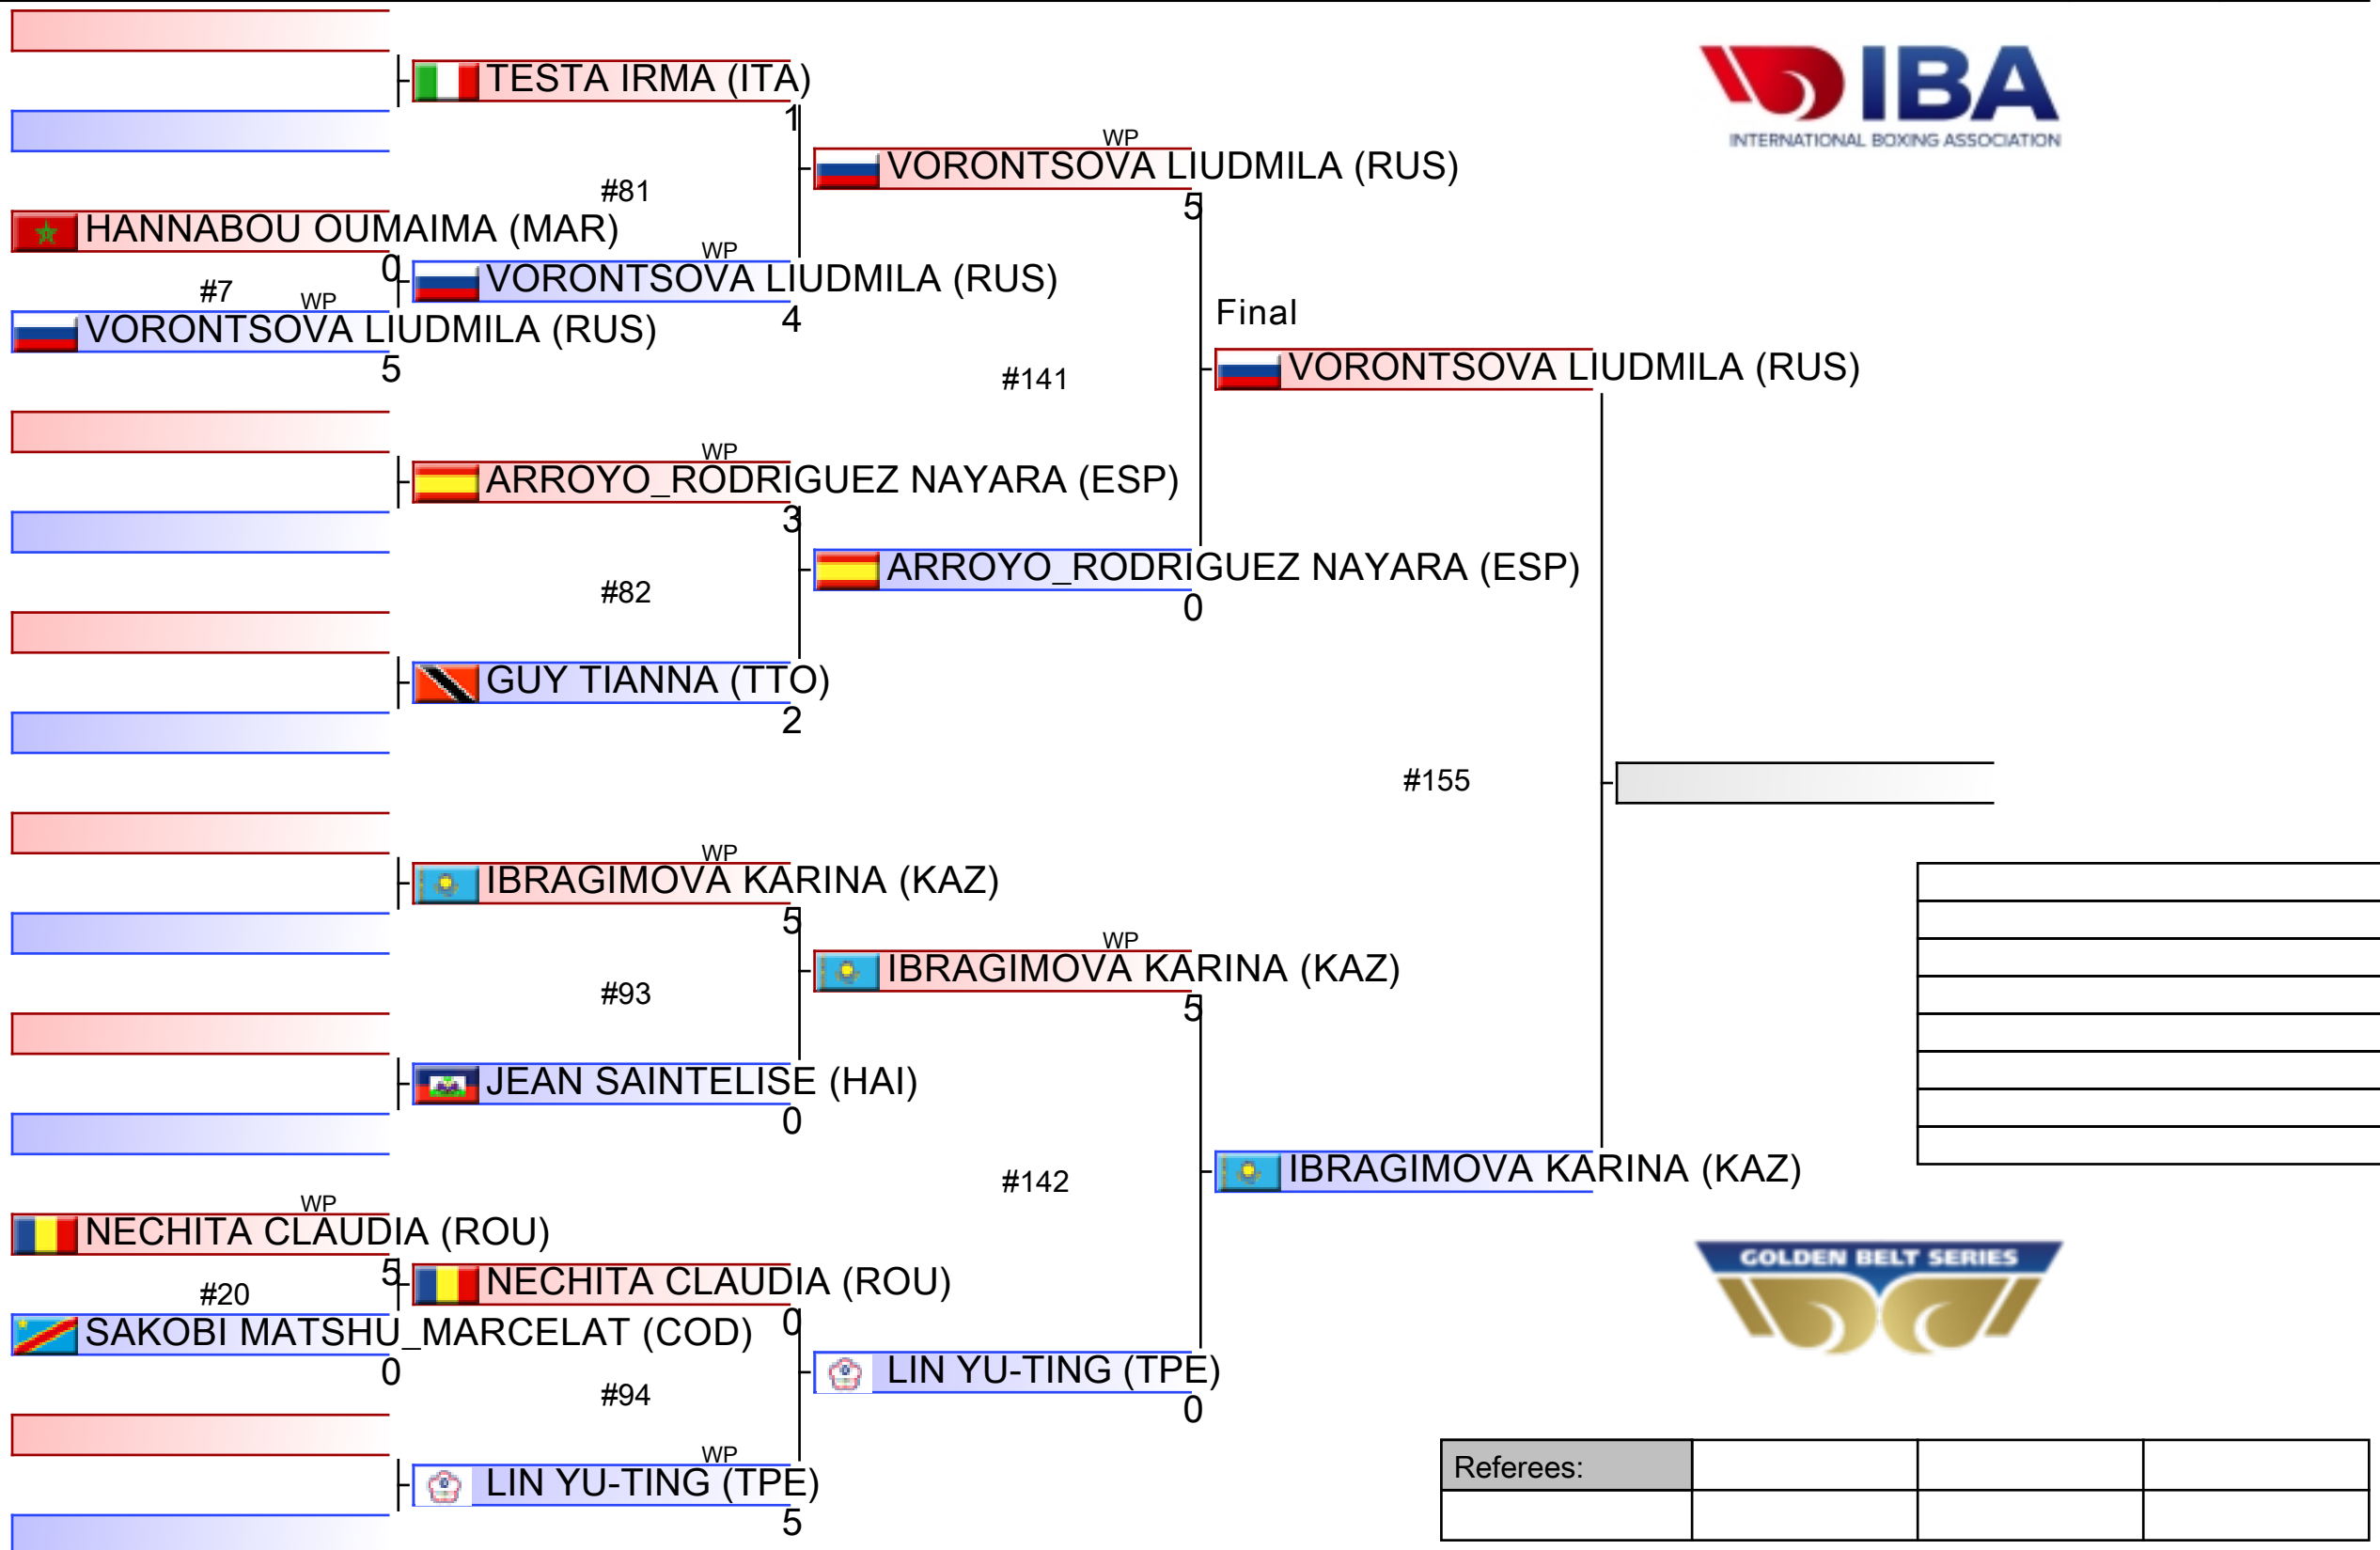 IBA
INTERNATIONAL BOXING ASSOCIATION
TESTA IRMA (ITA)
1
WP
VORONTSOVA LIUDMILA (RUS)
5
#81
HANNABOU OUMAIMA (MAR)
0
WP
VORONTSOVA LIUDMILA (RUS)
4
#7
WP
VORONTSOVA LIUDMILA (RUS)
5
Final
VORONTSOVA LIUDMILA (RUS)
#141
WP
ARROYO_RODRIGUEZ NAYARA (ESP)
3
ARROYO_RODRIGUEZ NAYARA (ESP)
0
#82
GUY TIANNA (TTO)
2
#155
WP
IBRAGIMOVA KARINA (KAZ)
5
WP
IBRAGIMOVA KARINA (KAZ)
5
#93
JEAN SAINTELISE (HAI)
0
#142
IBRAGIMOVA KARINA (KAZ)
WP
NECHITA CLAUDIA (ROU)
5
NECHITA CLAUDIA (ROU)
0
#20
SAKOBI MATSHU_MARCELAT (COD)
0
GOLDEN BELT SERIES
LIN YU-TING (TPE)
0
#94
WP
LIN YU-TING (TPE)
5
Referees: